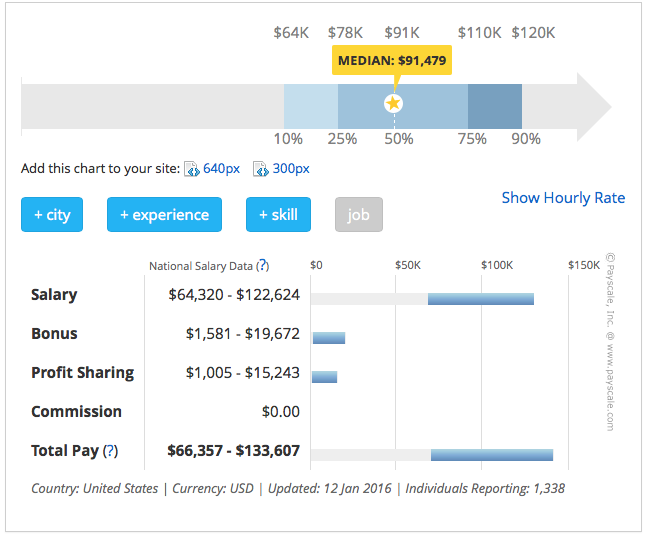 $64K $78K $91K $110K $120K
MEDIAN: $91,479
10% 25% 50% 75% 90%
Add this chart to your site: 640px 300px
Show Hourly Rate
+ city + experience + skill job
National Salary Data (?) $0 $50K $100K $150K
Salary $64,320 - $122,624
Bonus $1,581 - $19,672
Profit Sharing $1,005 - $15,243
Commission $0.00
Total Pay (?) $66,357 - $133,607
© Payscale, Inc. @ www.payscale.com
Country: United States | Currency: USD | Updated: 12 Jan 2016 | Individuals Reporting: 1,338